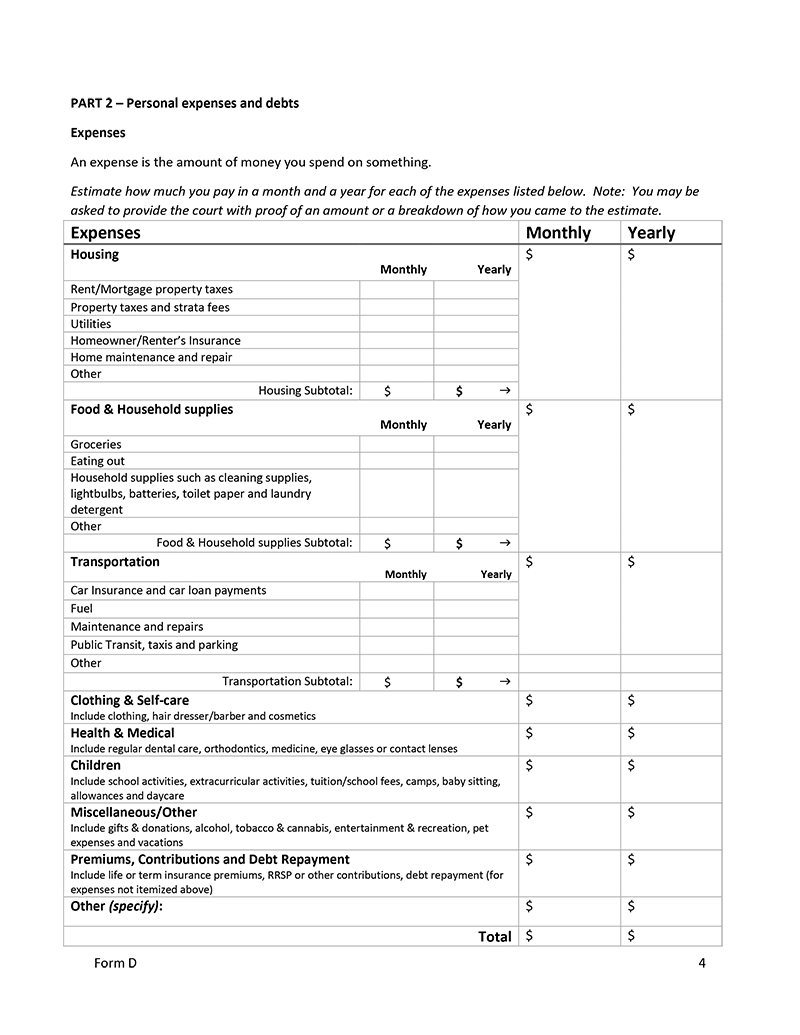 PART 2 – Personal expenses and debts
Expenses
An expense is the amount of money you spend on something.
Estimate how much you pay in a month and a year for each of the expenses listed below.  Note:  You may be
asked to provide the court with proof of an amount or a breakdown of how you came to the estimate.
Expenses Monthly Yearly
Housing $ $
Monthly Yearly
Rent/Mortgage property taxes
Property taxes and strata fees
Utilities
Homeowner/Renter's Insurance
Home maintenance and repair
Other
Housing Subtotal: $ $ →
Food & Household supplies $ $
Monthly Yearly
Groceries
Eating out
Household supplies such as cleaning supplies,
lightbulbs, batteries, toilet paper and laundry
detergent
Other
Food & Household supplies Subtotal: $ $ →
Transportation $ $
Monthly Yearly
Car Insurance and car loan payments
Fuel
Maintenance and repairs
Public Transit, taxis and parking
Other
Transportation Subtotal: $ $ →
Clothing & Self-care $ $
Include clothing, hair dresser/barber and cosmetics
Health & Medical $ $
Include regular dental care, orthodontics, medicine, eye glasses or contact lenses
Children $ $
Include school activities, extracurricular activities, tuition/school fees, camps, baby sitting,
allowances and daycare
Miscellaneous/Other $ $
Include gifts & donations, alcohol, tobacco & cannabis, entertainment & recreation, pet
expenses and vacations
Premiums, Contributions and Debt Repayment $ $
Include life or term insurance premiums, RRSP or other contributions, debt repayment (for
expenses not itemized above)
Other (specify): $ $
Total $ $
Form D 4